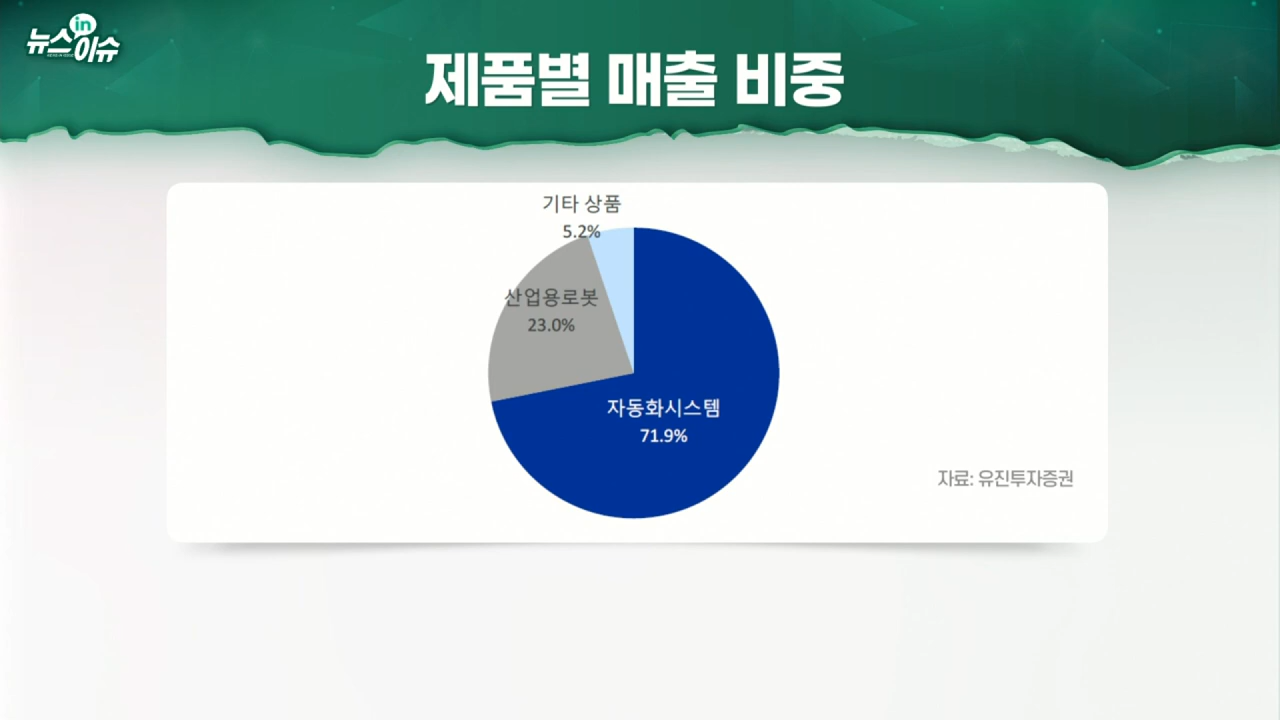 뉴스in이슈
제품별 매출 비중
기타 상품
5.2%
산업용로봇
23.0%
자동화시스템
71.9%
자료: 유진투자증권